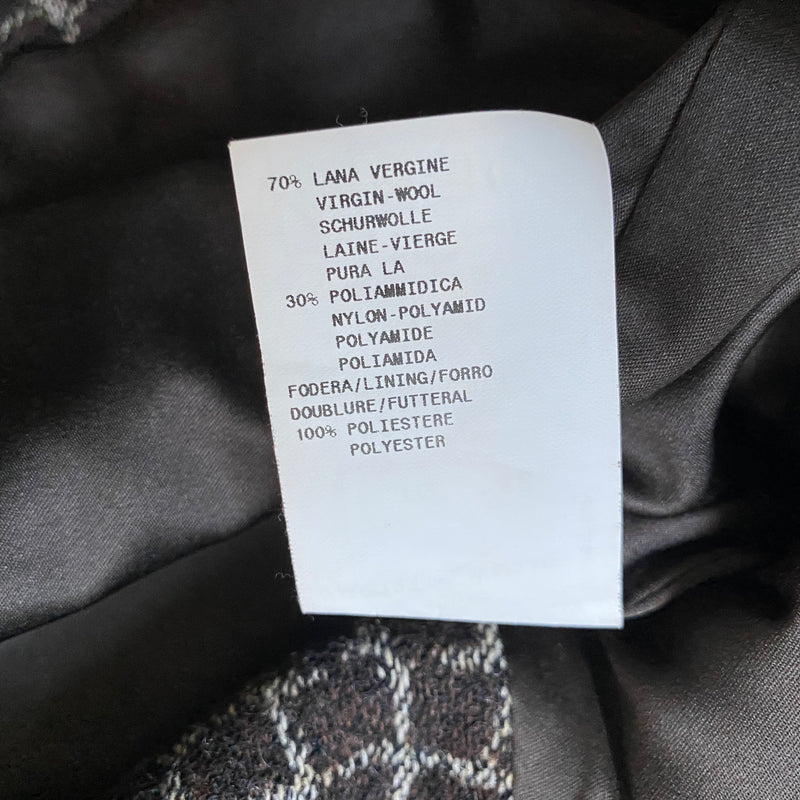 70% LANA VERGINE
VIRGIN-WOOL
SCHURWOLLE
LAINE-VIERGE
PURA LA
30% POLIAMMIDICA
NYLON-POLYAMID
POLYAMIDE
POLIAMIDA
FODERA/LINING/FORRO
DOUBLURE/FUTTERAL
100% POLIESTERE
POLYESTER